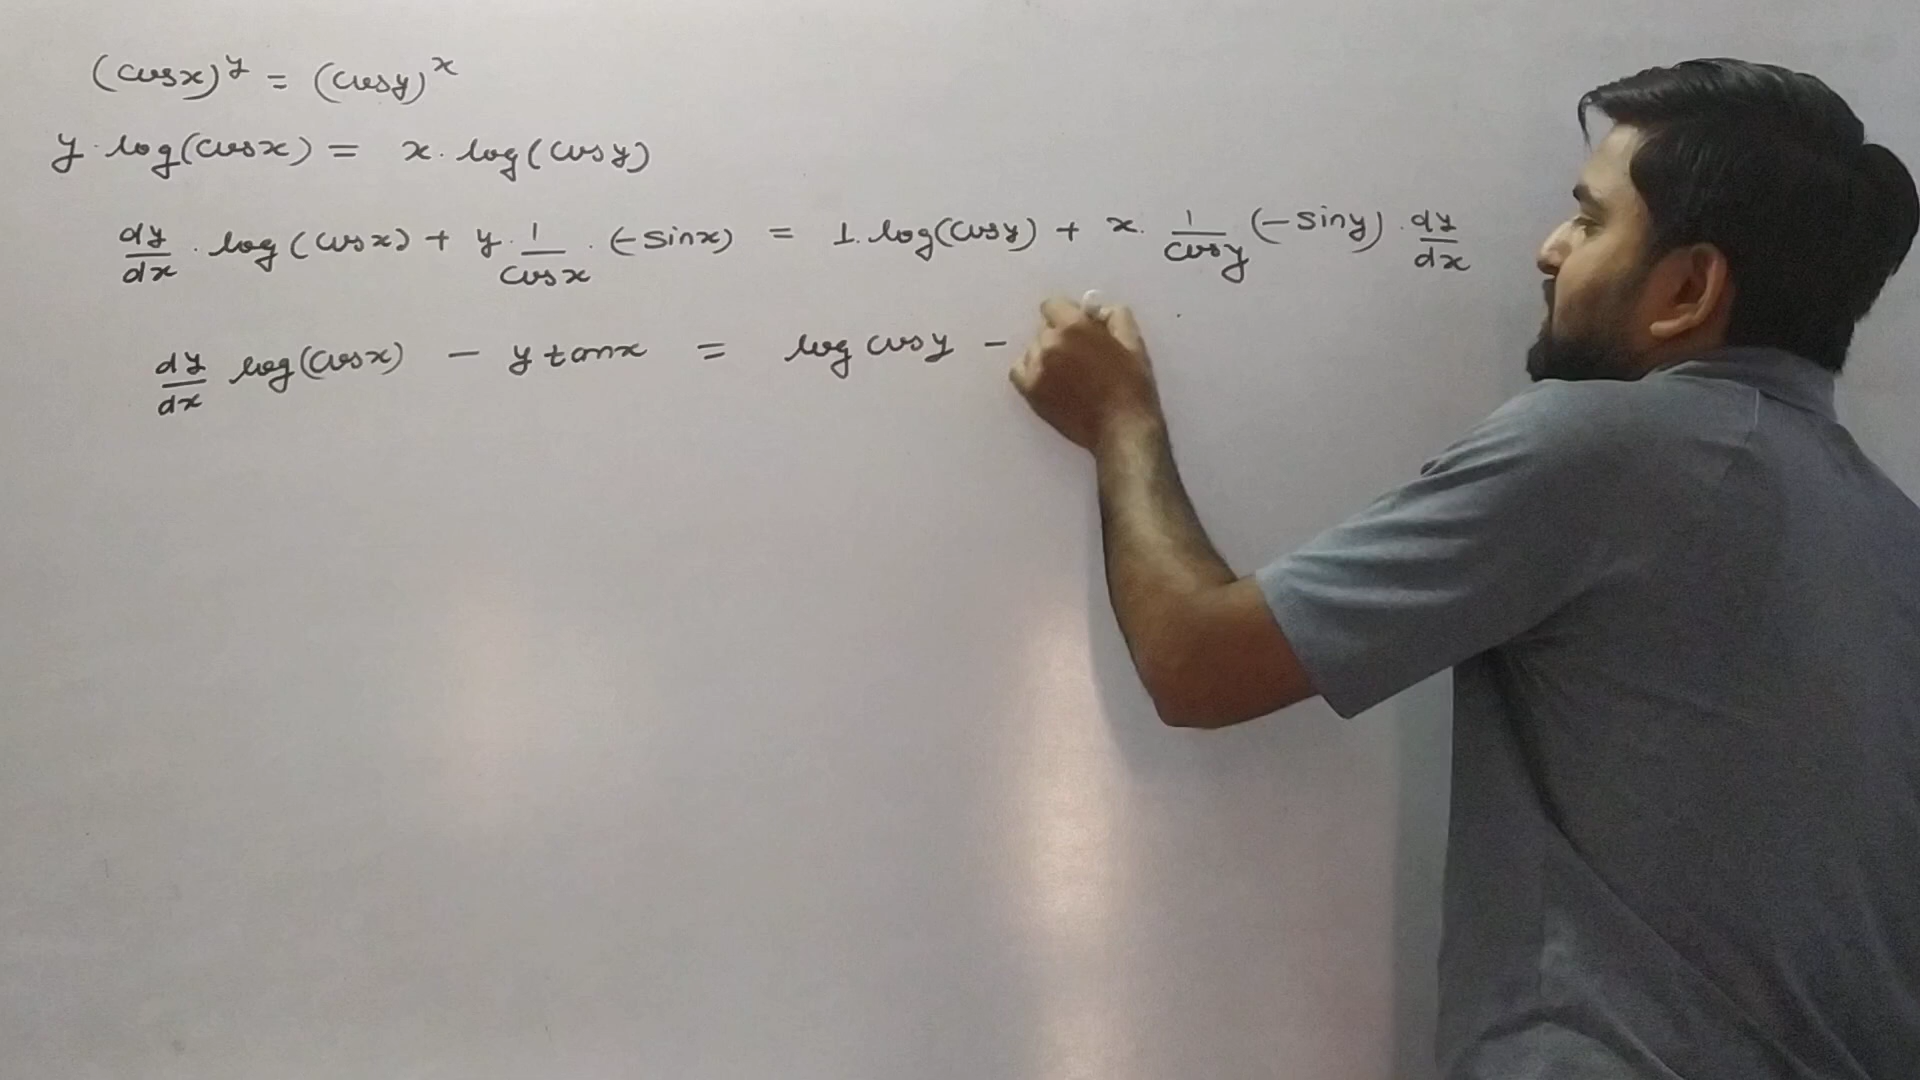 (cosx)^y = (cosy)^x
y. log(cosx) = x. log(cosy)
dy/dx . log(cosx) + y. 1/cosx . (-sinx) = 1. log(cosy) + x. 1/cosy (-siny) . dy/dx
dy/dx log(cosx) - y tanx = log cosy -